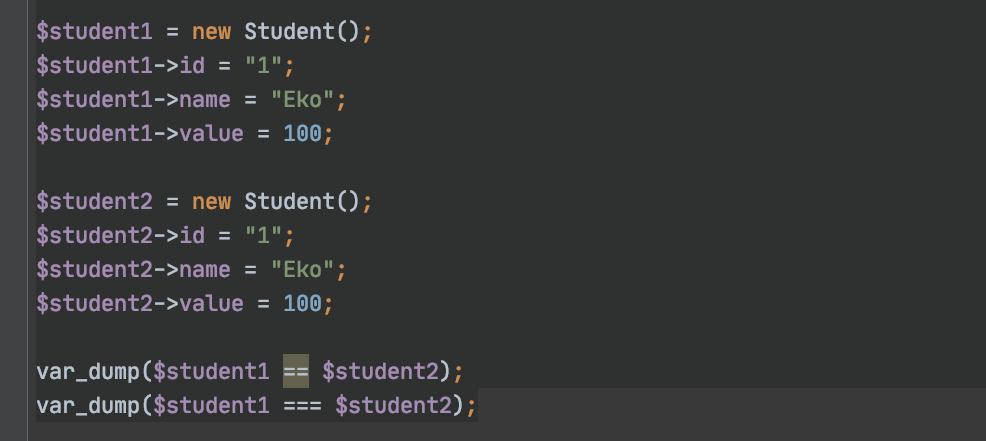 $student1 = new Student();
$student1->id = "1";
$student1->name = "Eko";
$student1->value = 100;
$student2 = new Student();
$student2->id = "1";
$student2->name = "Eko";
$student2->value = 100;
var_dump($student1 == $student2);
var_dump($student1 === $student2);